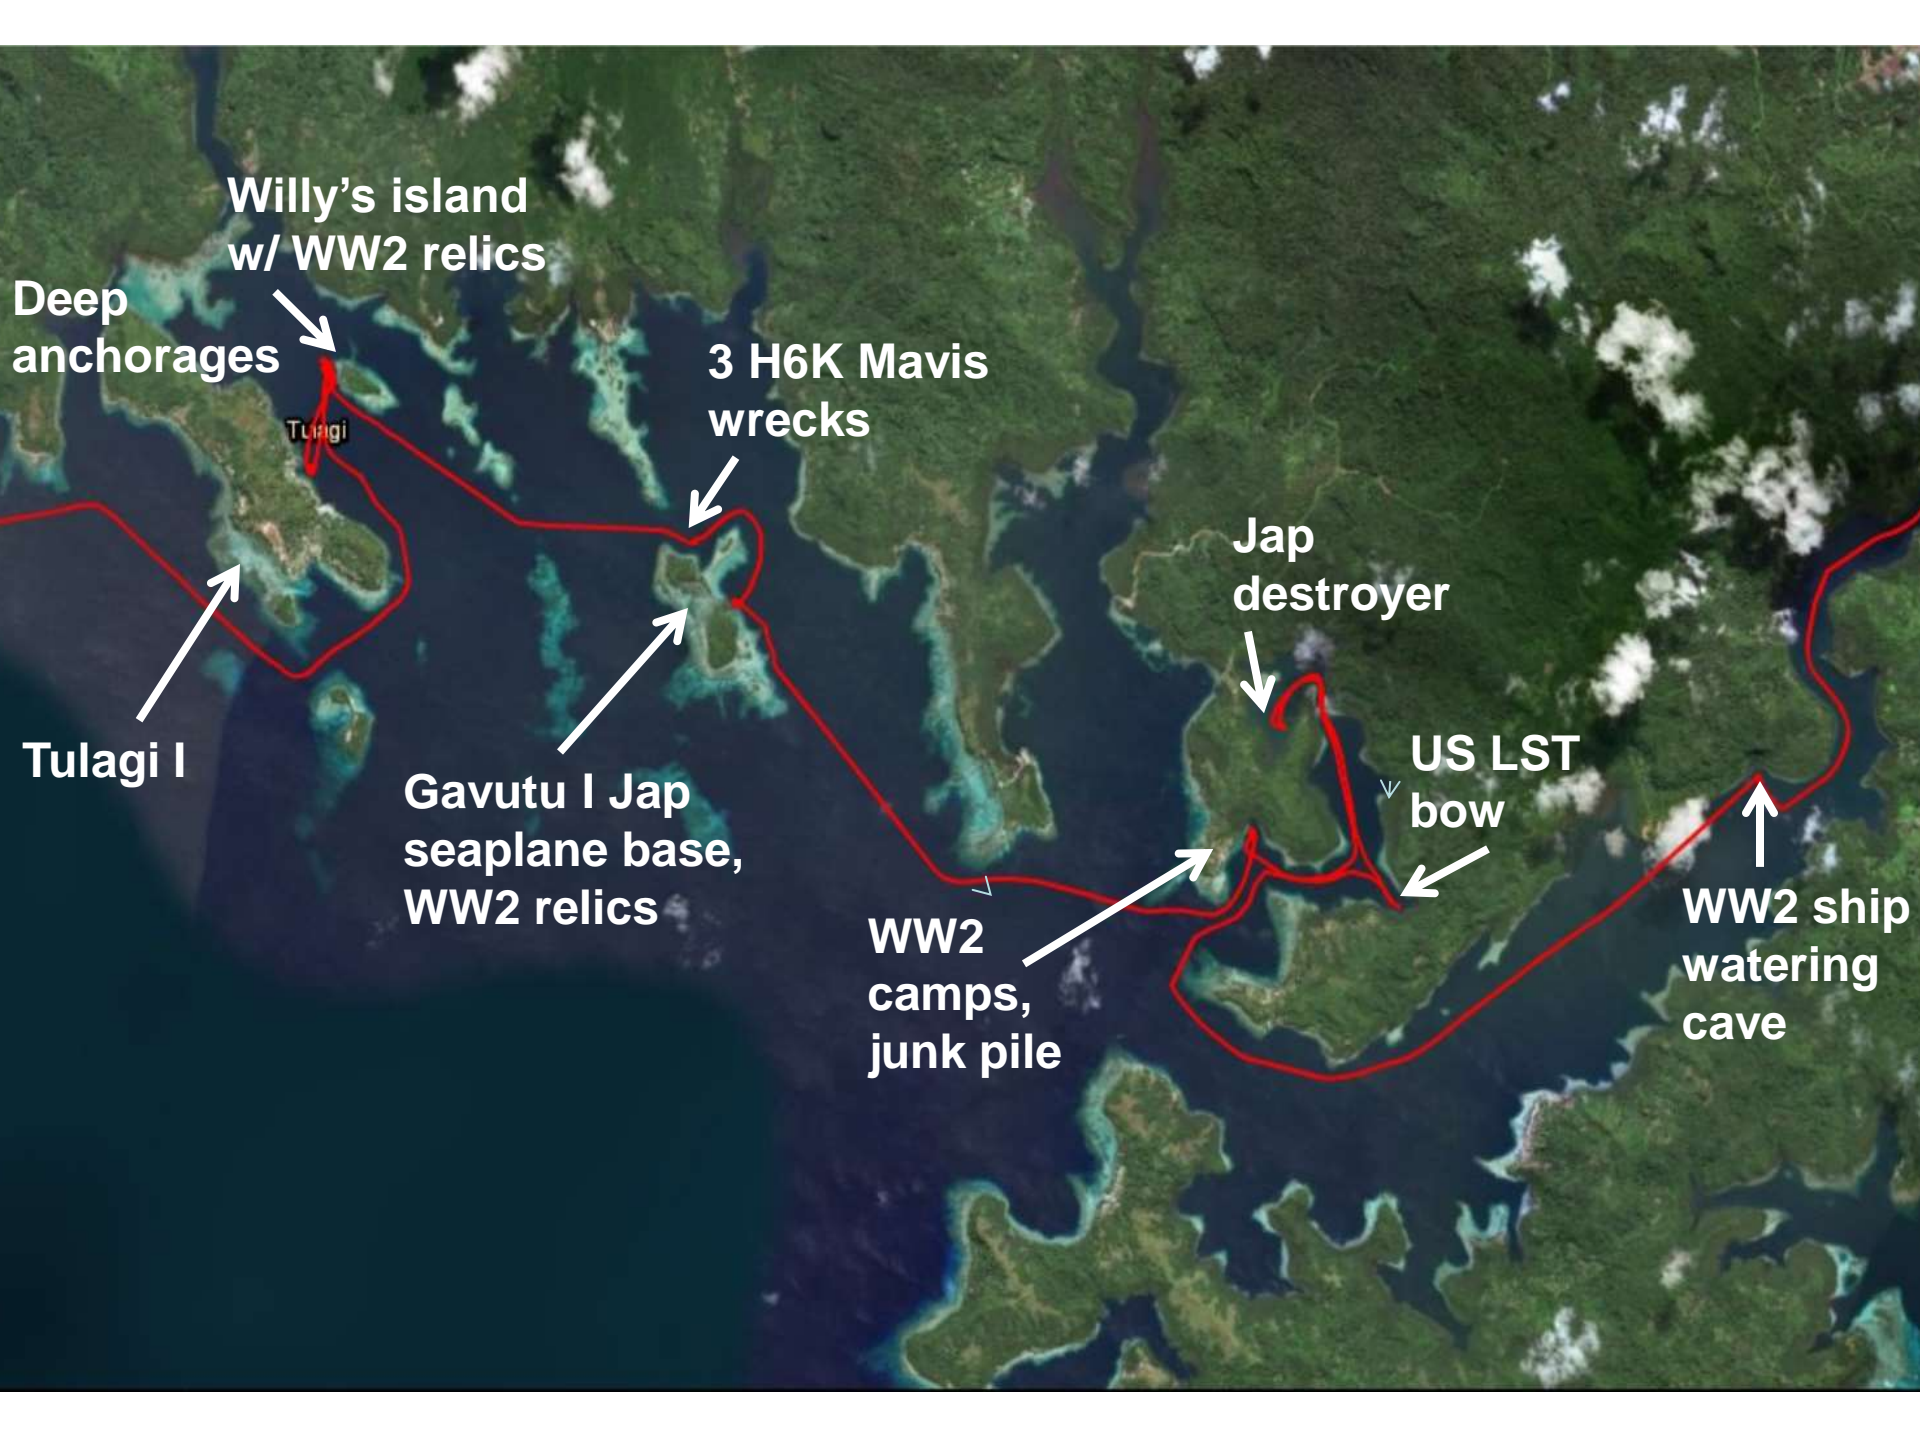 Willy’s island
w/ WW2 relics
Deep
anchorages
Tulagi
3 H6K Mavis
wrecks
Jap
destroyer
Tulagi I
Gavutu I Jap
seaplane base,
WW2 relics
US LST
bow
WW2
camps,
junk pile
WW2 ship
watering
cave